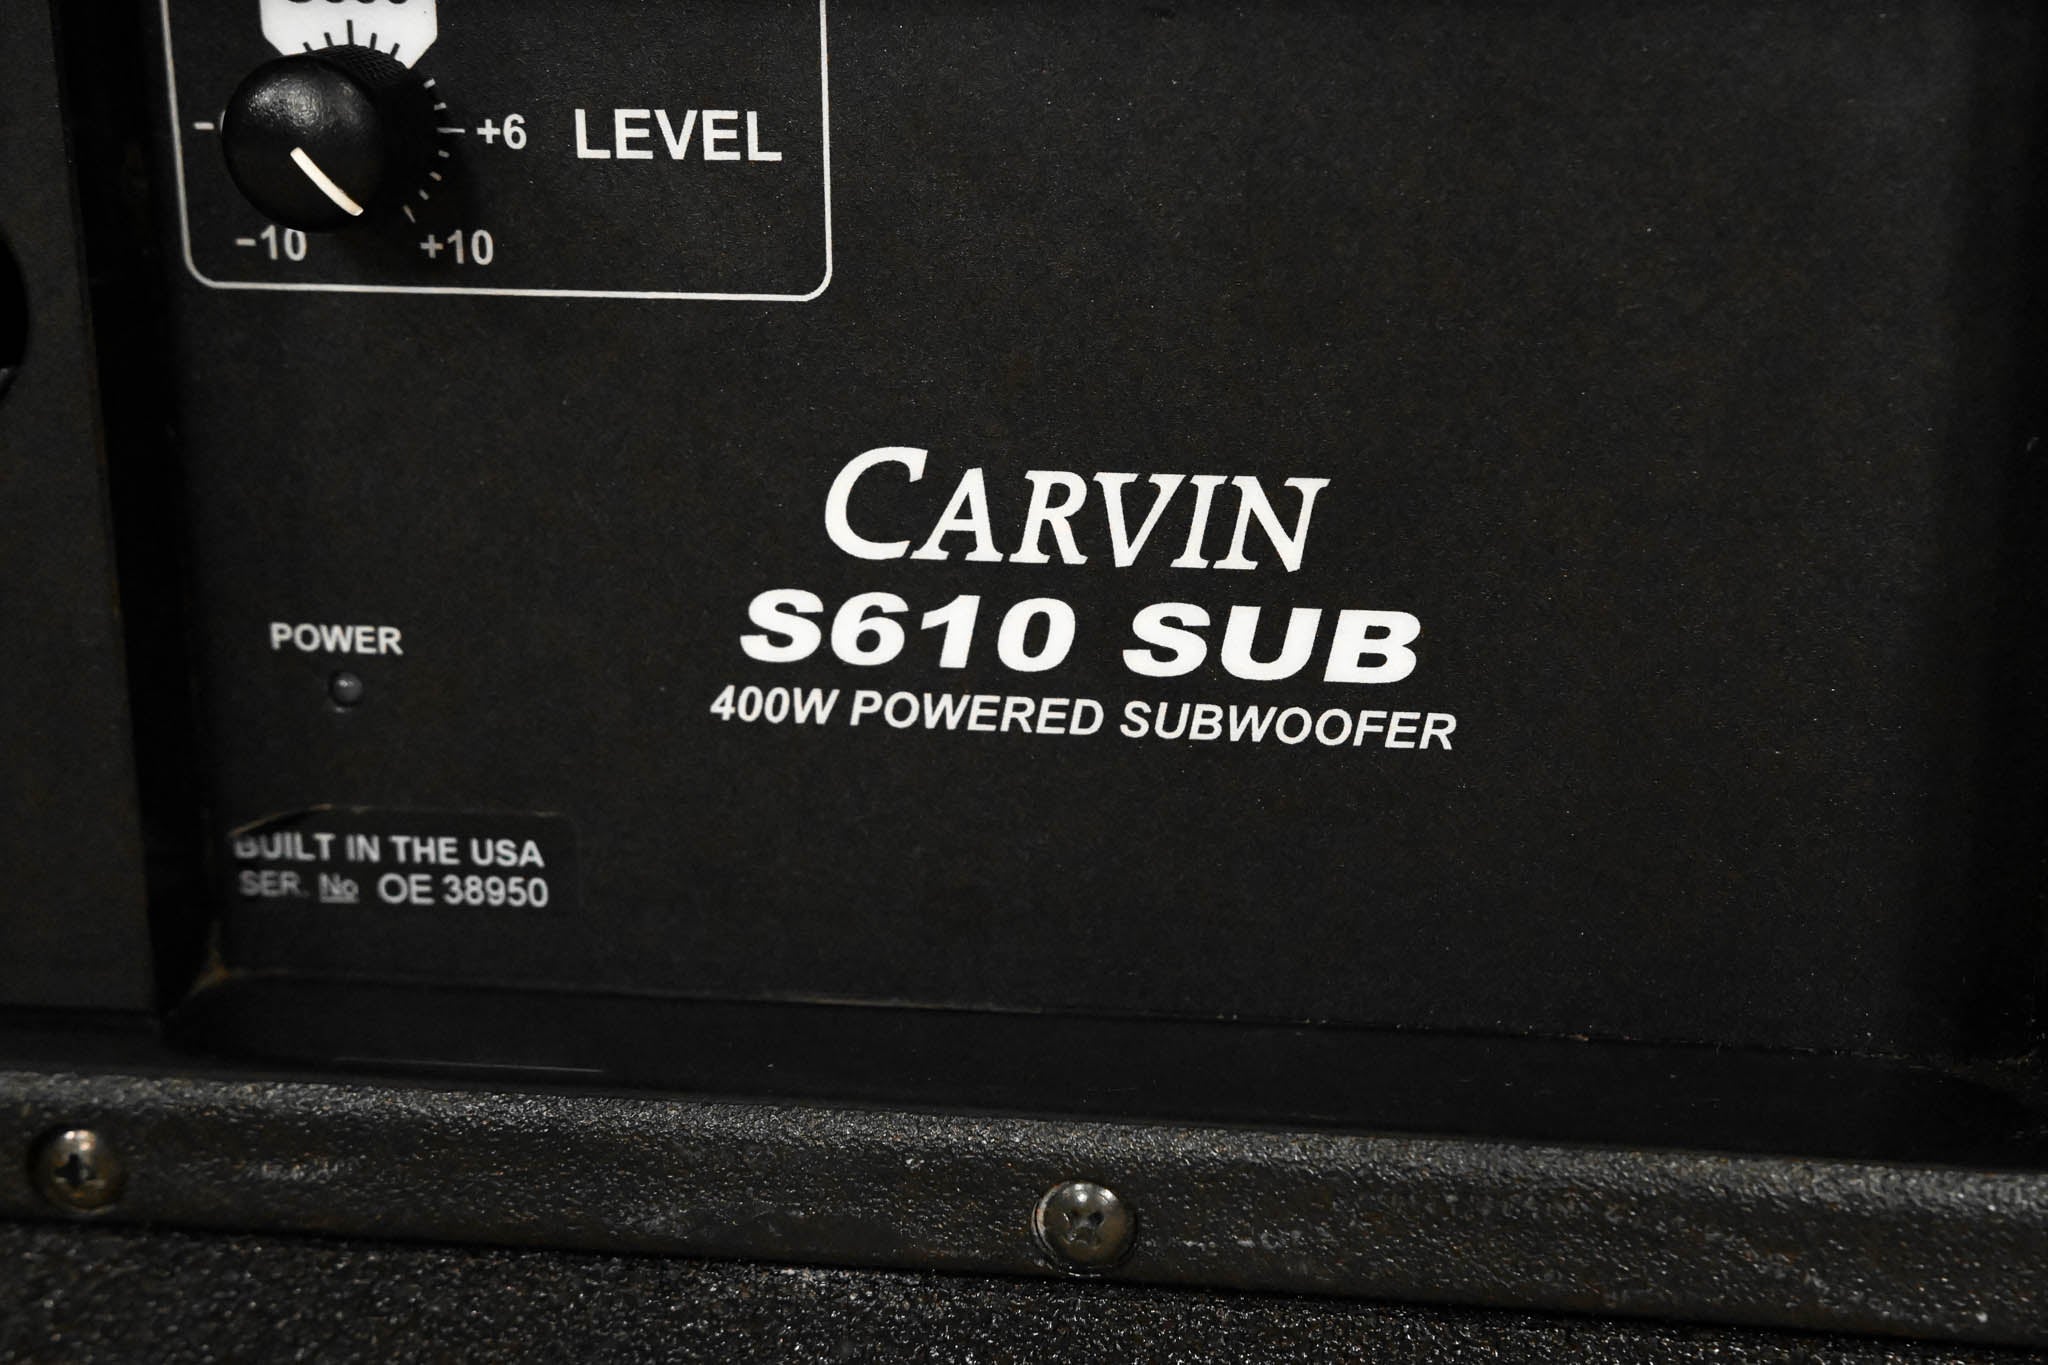 +6 LEVEL
-10 +10
CARVIN
S610 SUB
400W POWERED SUBWOOFER
POWER
BUILT IN THE USA
SER. No OE 38950